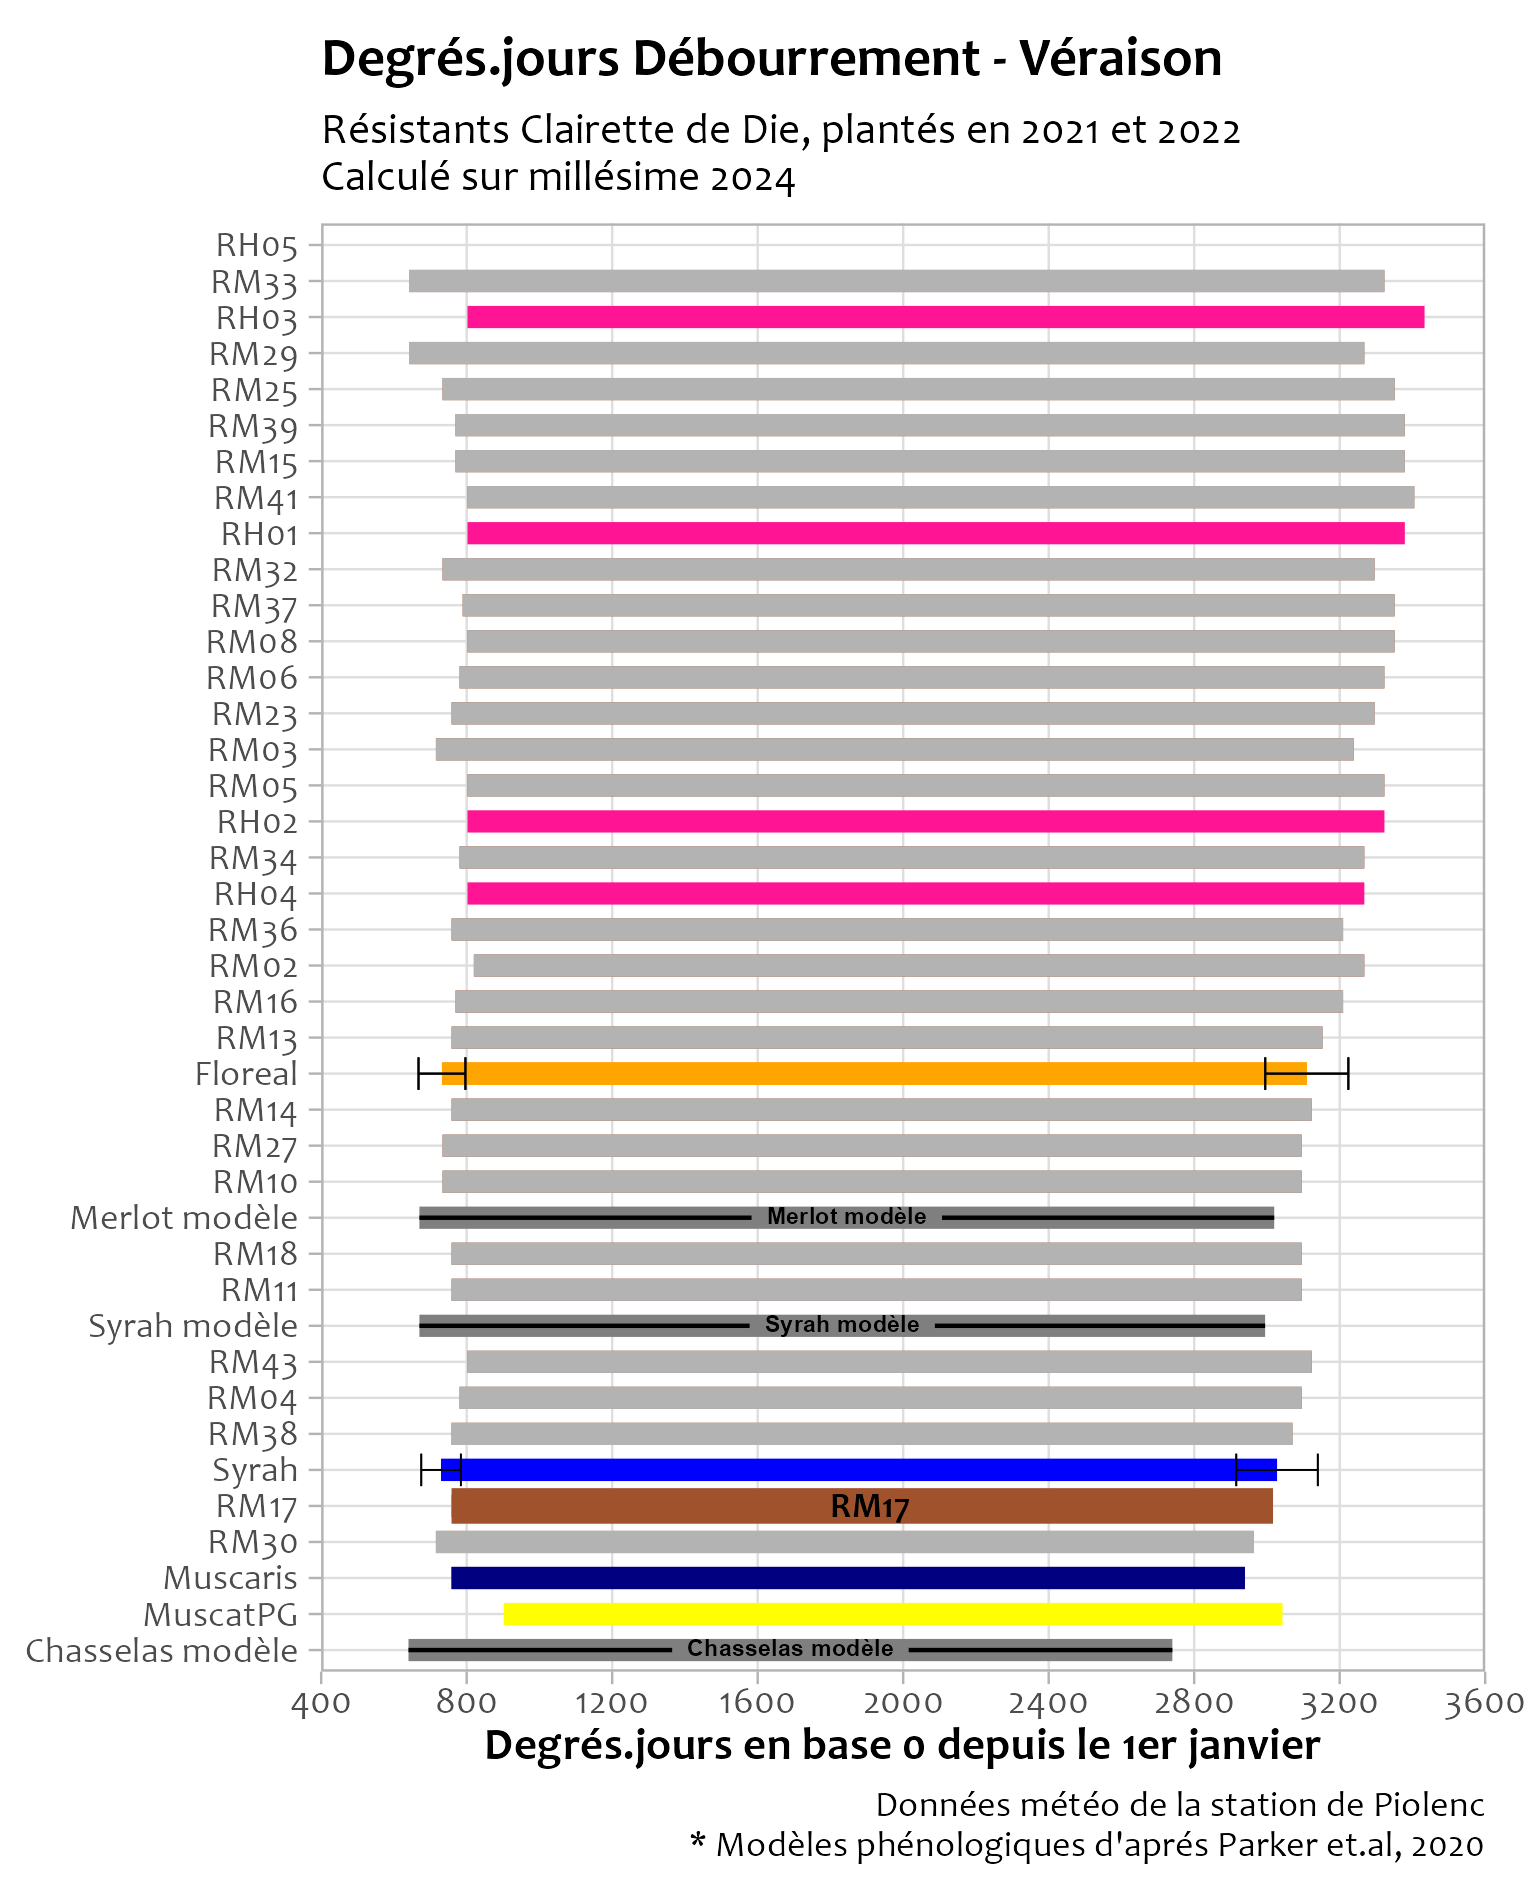 Degrés.jours Débourrement - Véraison
Résistants Clairette de Die, plantés en 2021 et 2022
Calculé sur millésime 2024
RH05
RM33
RH03
RM29
RM25
RM39
RM15
RM41
RH01
RM32
RM37
RM08
RM06
RM23
RM03
RM05
RH02
RM34
RH04
RM36
RM02
RM16
RM13
Floreal
RM14
RM27
RM10
Merlot modèle Merlot modèle
RM18
RM11
Syrah modèle Syrah modèle
RM43
RM04
RM38
Syrah
RM17 RM17
RM30
Muscaris
MuscatPG
Chasselas modèle Chasselas modèle
400 800 1200 1600 2000 2400 2800 3200 3600
Degrés.jours en base 0 depuis le 1er janvier
Données météo de la station de Piolenc
* Modèles phénologiques d'aprés Parker et.al, 2020